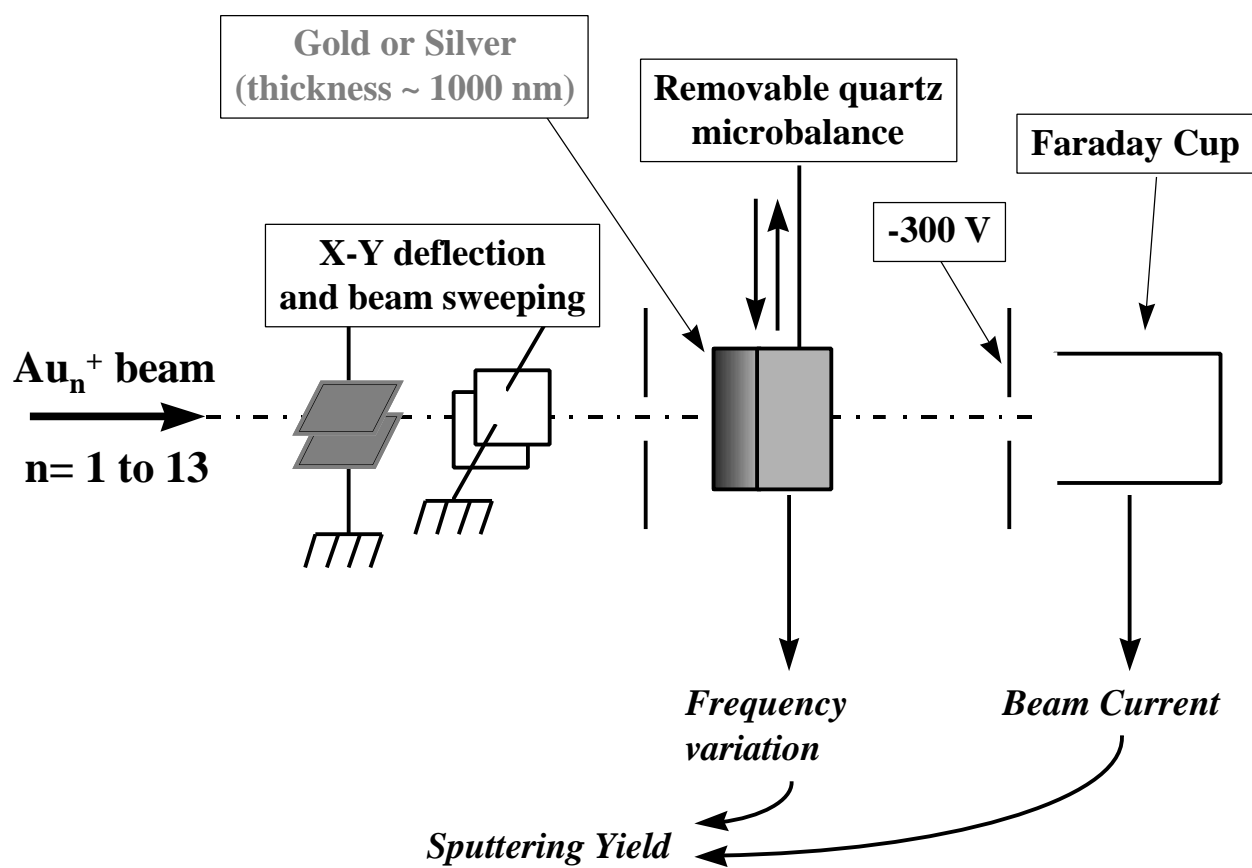 Gold or Silver
(thickness ~ 1000 nm)
Removable quartz
microbalance
Faraday Cup
-300 V
X-Y deflection
and beam sweeping
Auₙ⁺ beam
n= 1 to 13
Frequency
variation
Beam Current
Sputtering Yield